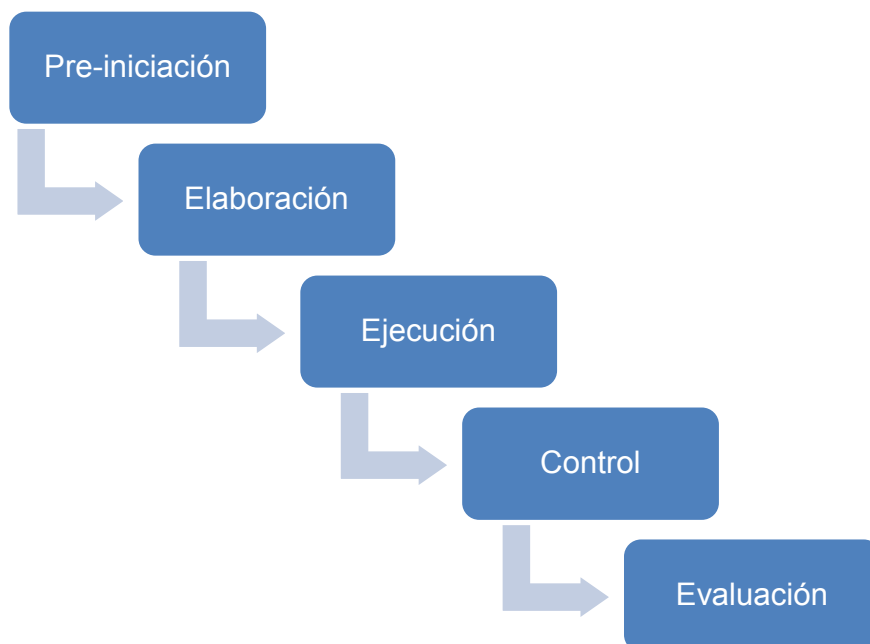 Pre-iniciación
Elaboración
Ejecución
Control
Evaluación